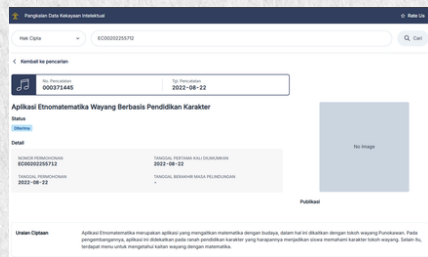 Pangkalan Data Kekayaan Intelektual
☆ Rate Us
Hak Cipta
EC00202255712
Cari
Kembali ke pencarian
No. Pencatatan
000371445
Tgl. Pencatatan
2022-08-22
Aplikasi Etnomatematika Wayang Berbasis Pendidikan Karakter
Status
Diterima
Detail
NOMOR PERMOHONAN
EC00202255712
TANGGAL PERTAMA KALI DIUMUMKAN
2022-06-22
TANGGAL PERMOHONAN
2022-08-22
TANGGAL BERAKHIR MASA PELINDUNGAN
-
No Image
Publikasi
Uraian Ciptaan
Aplikasi Etnomatematika merupakan aplikasi yang mengaitkan matematika dengan budaya, dalam hal ini dikaitkan dengan tokoh wayang Punokawan. Pada
pengembangannya, aplikasi ini didekatkan pada ranah pendidikan karakter yang harapannya menjadikan siswa memahami karakter tokoh wayang. Selain itu,
terdapat menu untuk mengetahui kaitan wayang dengan matematika.